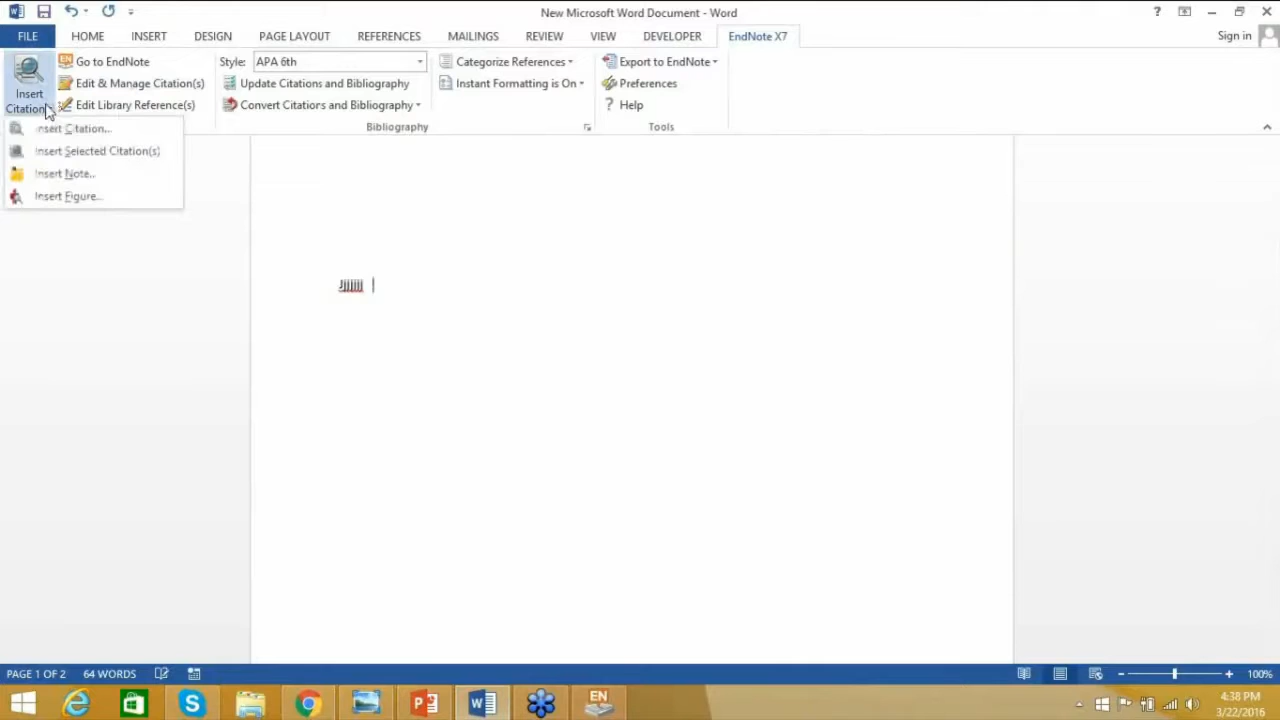 New Microsoft Word Document - Word
?
FILE HOME INSERT DESIGN PAGE LAYOUT REFERENCES MAILINGS REVIEW VIEW DEVELOPER EndNote X7 Sign in
Insert Citation
Go to EndNote
Edit & Manage Citation(s)
Edit Library Reference(s)
Style: APA 6th
Update Citations and Bibliography
Convert Citations and Bibliography
Bibliography
Categorize References
Instant Formatting is On
Export to EndNote
Preferences
? Help
Tools
Insert Citation...
Insert Selected Citation(s)
Insert Note...
Insert Figure...
PAGE 1 OF 2 64 WORDS 100%
EN
4:38 PM
3/22/2016